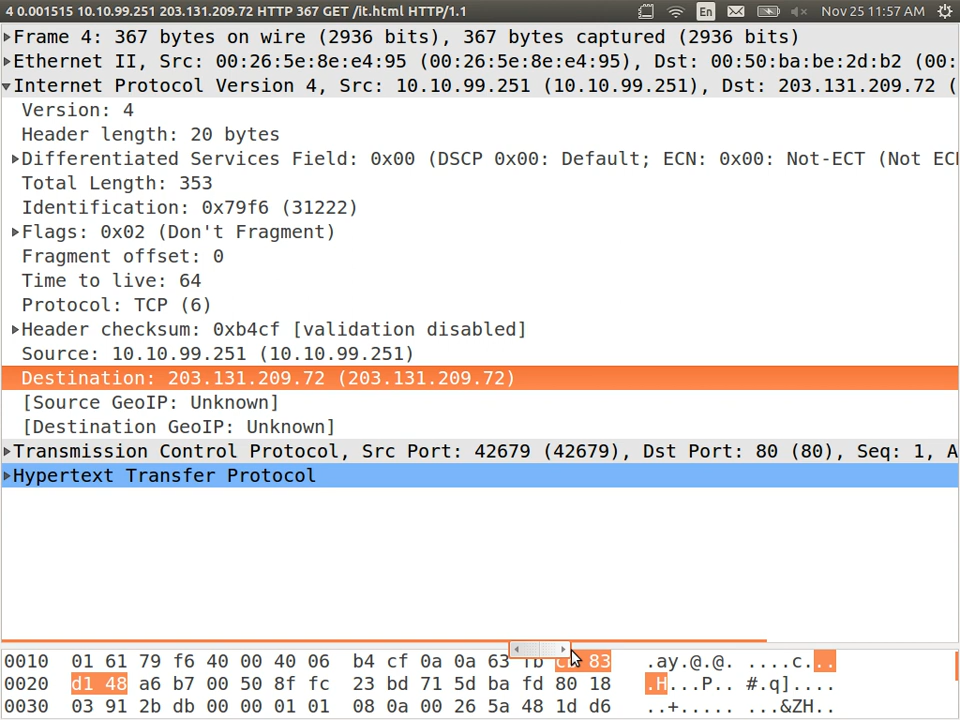 4 0.001515 10.10.99.251 203.131.209.72 HTTP 367 GET /it.html HTTP/1.1 En Nov 25 11:57 AM
Frame 4: 367 bytes on wire (2936 bits), 367 bytes captured (2936 bits)
Ethernet II, Src: 00:26:5e:8e:e4:95 (00:26:5e:8e:e4:95), Dst: 00:50:ba:be:2d:b2 (00:
Internet Protocol Version 4, Src: 10.10.99.251 (10.10.99.251), Dst: 203.131.209.72 (
Version: 4
Header length: 20 bytes
Differentiated Services Field: 0x00 (DSCP 0x00: Default; ECN: 0x00: Not-ECT (Not EC
Total Length: 353
Identification: 0x79f6 (31222)
Flags: 0x02 (Don't Fragment)
Fragment offset: 0
Time to live: 64
Protocol: TCP (6)
Header checksum: 0xb4cf [validation disabled]
Source: 10.10.99.251 (10.10.99.251)
Destination: 203.131.209.72 (203.131.209.72)
[Source GeoIP: Unknown]
[Destination GeoIP: Unknown]
Transmission Control Protocol, Src Port: 42679 (42679), Dst Port: 80 (80), Seq: 1, A
Hypertext Transfer Protocol
0010 01 61 79 f6 40 00 40 06 b4 cf 0a 0a 63 fb 83 .ay.@.@. ....c...
0020 d1 48 a6 b7 00 50 8f fc 23 bd 71 5d ba fd 80 18 .H...P.. #.q]....
0030 03 91 2b db 00 00 01 01 08 0a 00 26 5a 48 1d d6 ..+..... ...&ZH..